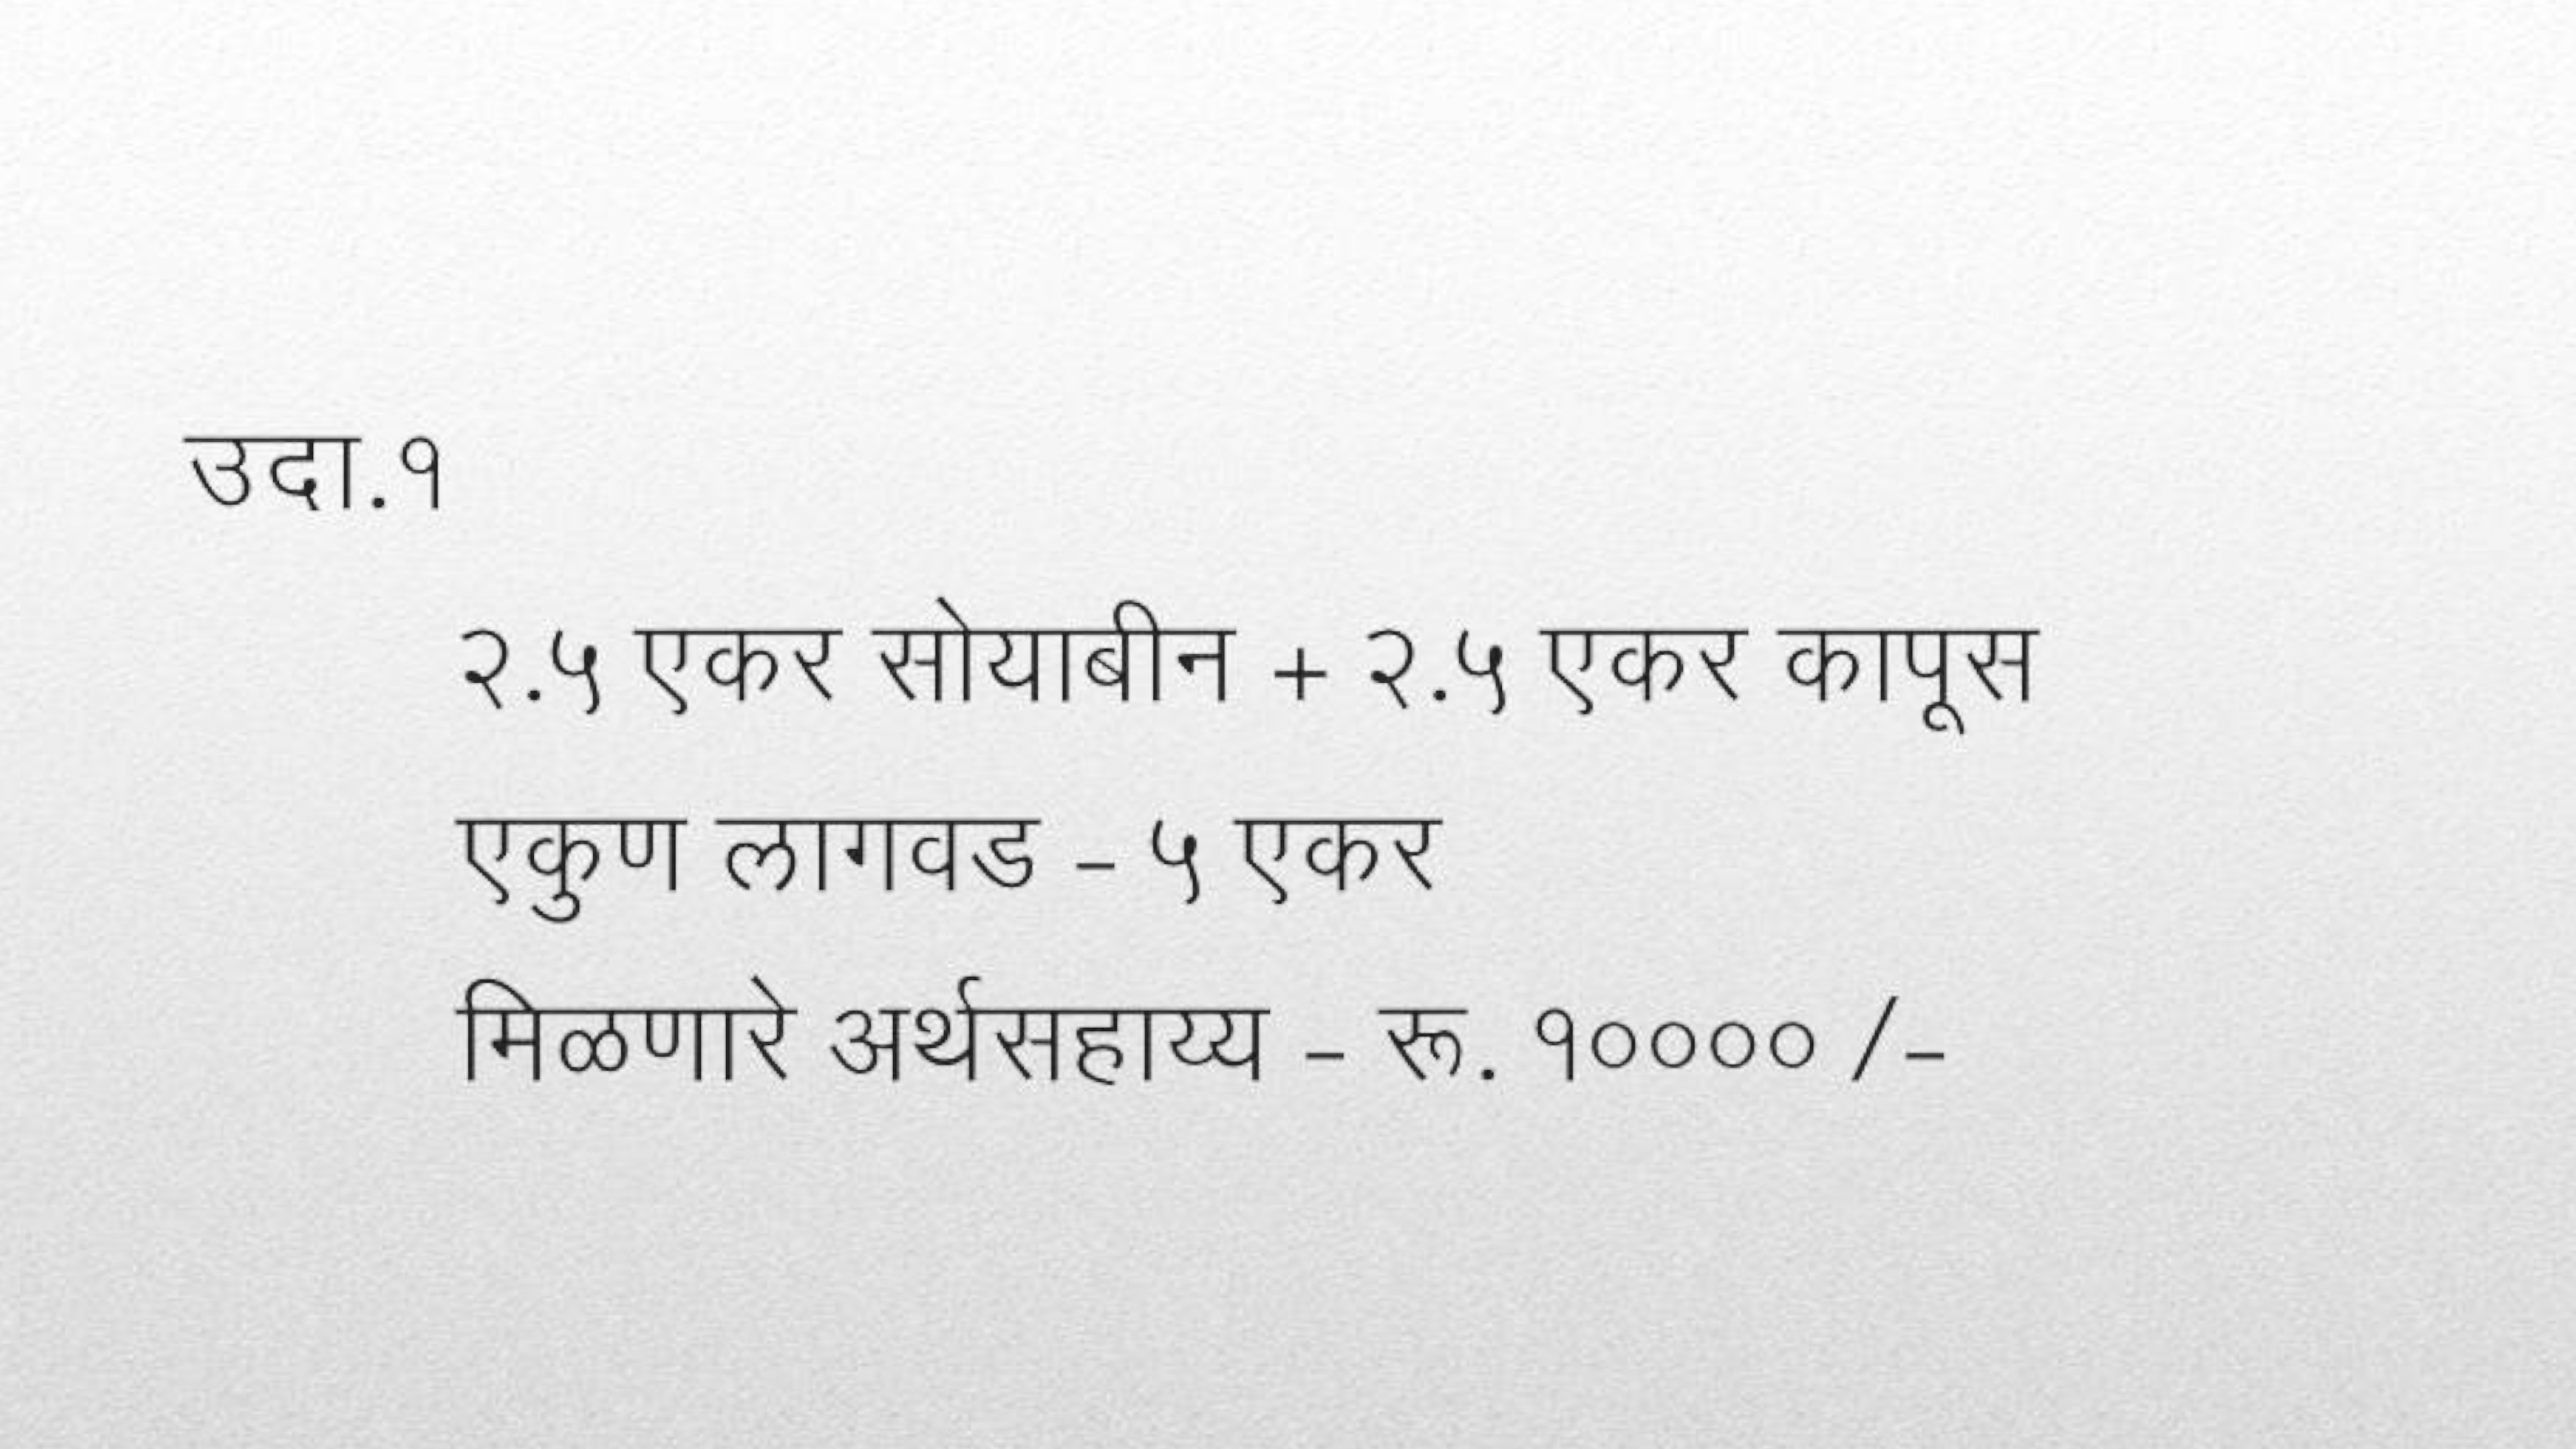 उदा.१
२.५ एकर सोयाबीन + २.५ एकर कापूस
एकुण लागवड - ५ एकर
मिळणारे अर्थसहाय्य - रू. १०००० /-